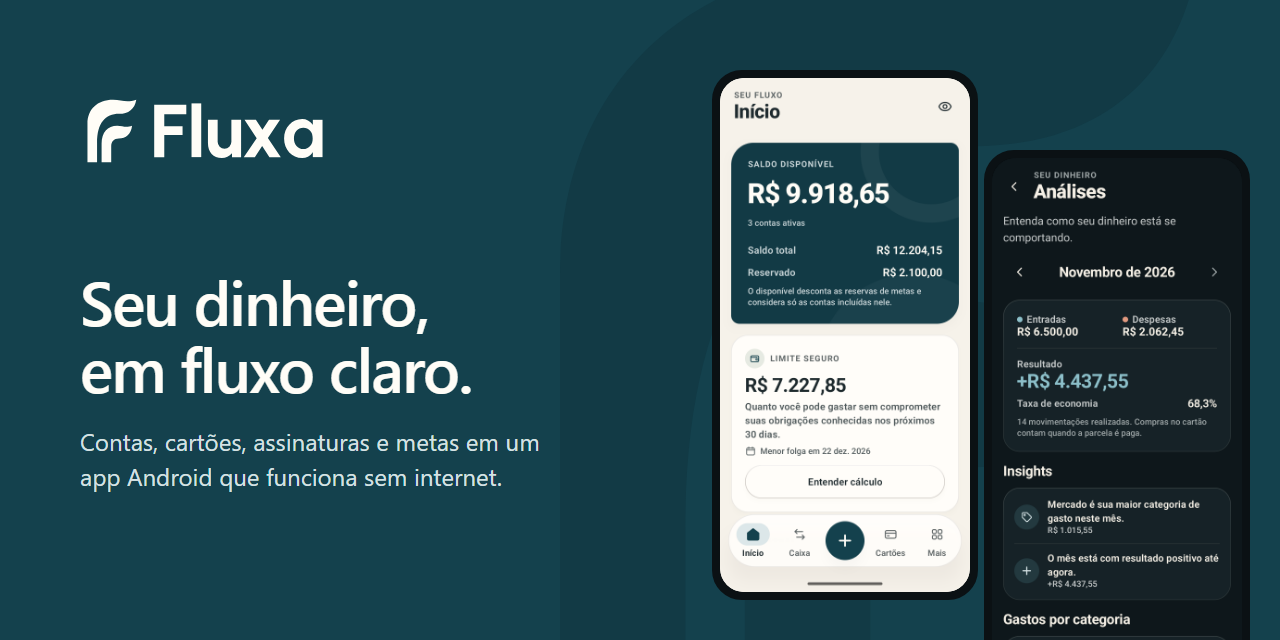 Fluxa
Seu dinheiro,
em fluxo claro.
Contas, cartões, assinaturas e metas em um
app Android que funciona sem internet.
SEU FLUXO
Início
SALDO DISPONÍVEL
R$ 9.918,65
3 contas ativas
Saldo total R$ 12.204,15
Reservado R$ 2.100,00
O disponível desconta as reservas de metas e
considera só as contas incluídas nele.
LIMITE SEGURO
R$ 7.227,85
Quanto você pode gastar sem comprometer
suas obrigações conhecidas nos próximos
30 dias.
Menor folga em 22 dez. 2026
Entender cálculo
Início Caixa Cartões Mais
SEU DINHEIRO
Análises
Entenda como seu dinheiro está se
comportando.
Novembro de 2026
Entradas Despesas
R$ 6.500,00 R$ 2.062,45
Resultado
+R$ 4.437,55
Taxa de economia 68,3%
14 movimentações realizadas. Compras no cartão
contam quando a parcela é paga.
Insights
Mercado é sua maior categoria de
gasto neste mês.
R$ 1.015,55
O mês está com resultado positivo até
agora.
+R$ 4.437,55
Gastos por categoria